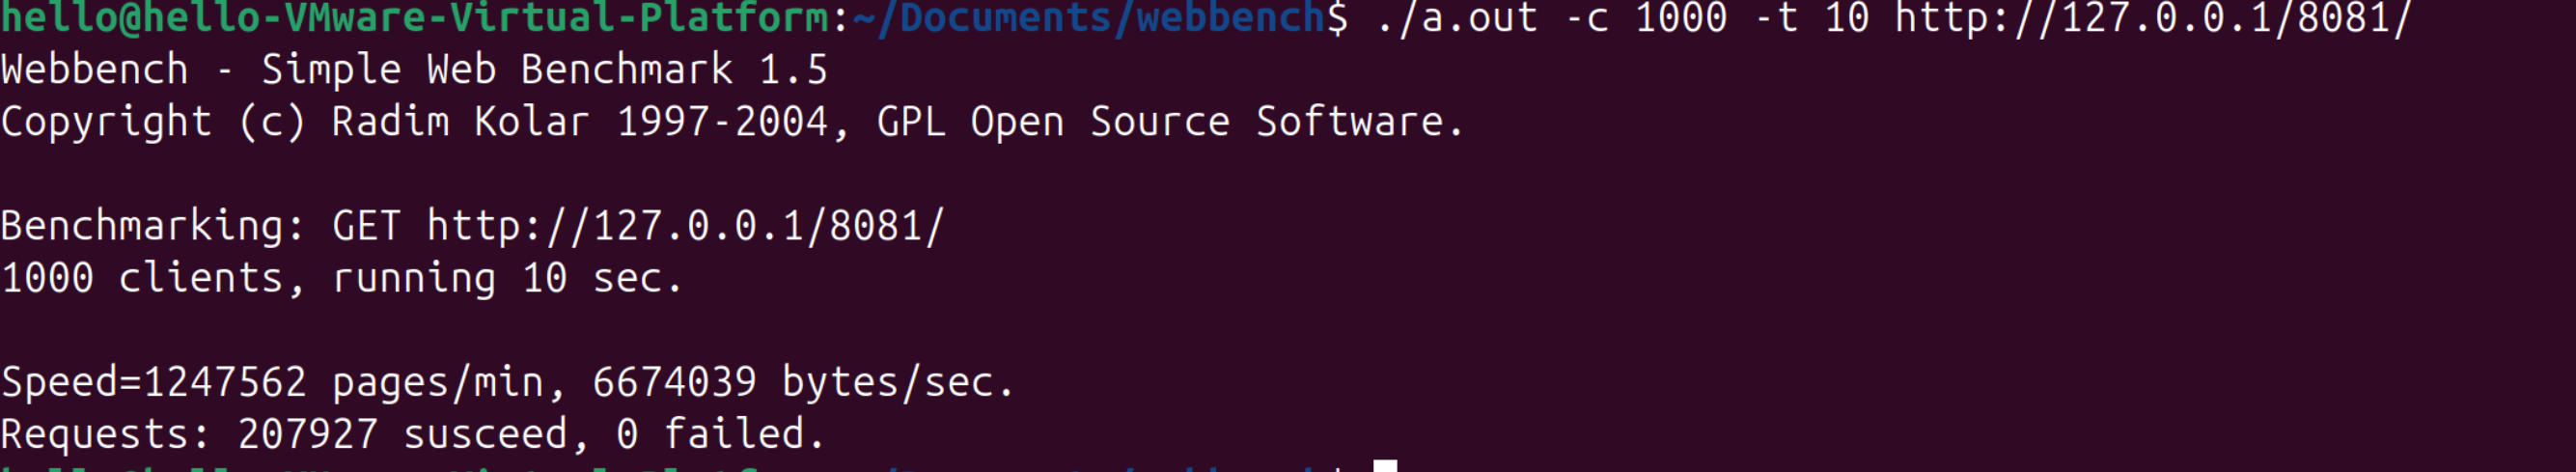 hello@hello-VMware-Virtual-Platform:~/Documents/webbench$ ./a.out -c 1000 -t 10 http://127.0.0.1/8081/
Webbench - Simple Web Benchmark 1.5
Copyright (c) Radim Kolar 1997-2004, GPL Open Source Software.
Benchmarking: GET http://127.0.0.1/8081/
1000 clients, running 10 sec.
Speed=1247562 pages/min, 6674039 bytes/sec.
Requests: 207927 susceed, 0 failed.